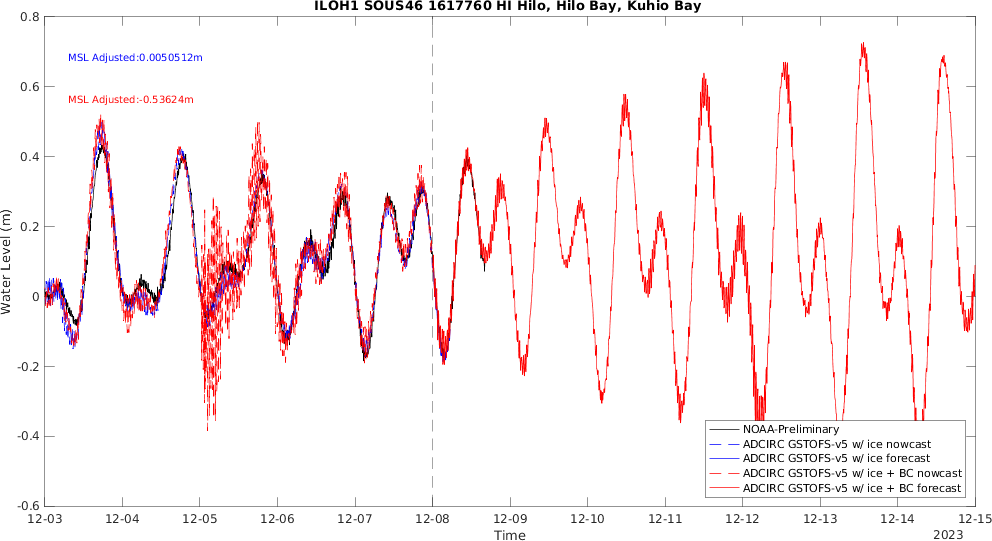 ILOH1 SOUS46 1617760 HI Hilo, Hilo Bay, Kuhio Bay
MSL Adjusted:0.0050512m
MSL Adjusted:-0.53624m
Water Level (m)
0.8
0.6
0.4
0.2
0
-0.2
-0.4
-0.6
NOAA-Preliminary
ADCIRC GSTOFS-v5 w/ ice nowcast
ADCIRC GSTOFS-v5 w/ ice forecast
ADCIRC GSTOFS-v5 w/ ice + BC nowcast
ADCIRC GSTOFS-v5 w/ ice + BC forecast
12-03 12-04 12-05 12-06 12-07 12-08 12-09 12-10 12-11 12-12 12-13 12-14 12-15
Time
2023